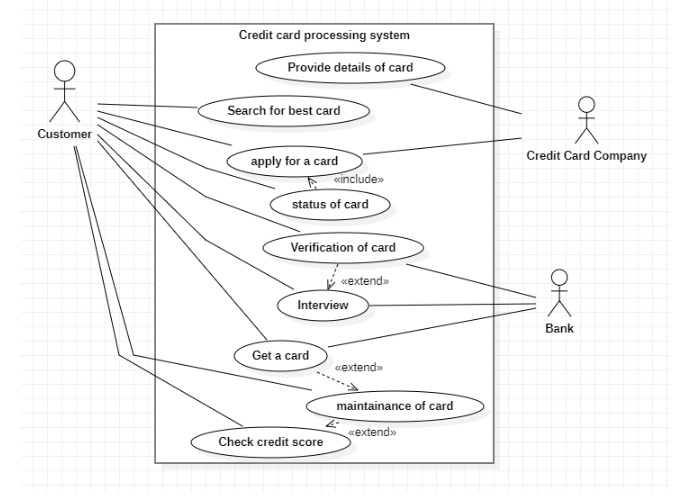 Credit card processing system
Provide details of card
Search for best card
Customer
apply for a card
Credit Card Company
«include»
status of card
Verification of card
«extend»
Interview
Bank
Get a card
«extend»
maintainance of card
«extend»
Check credit score